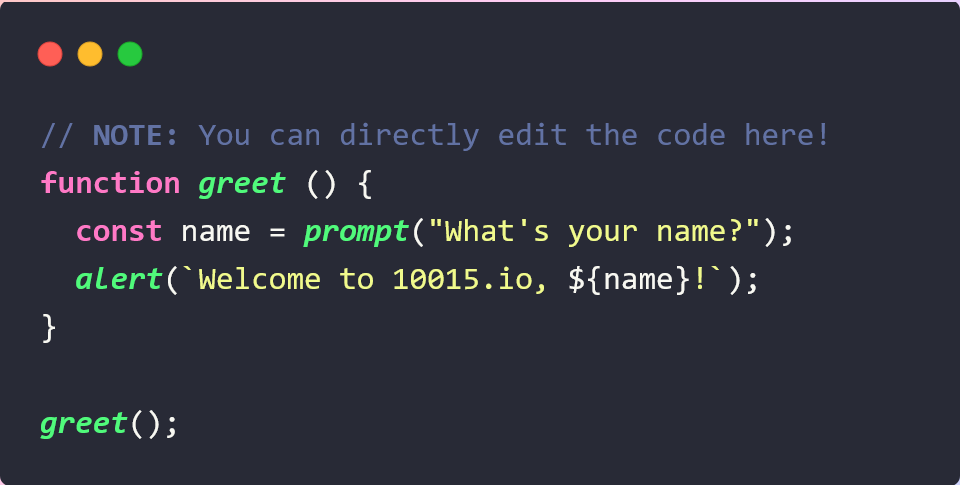 // NOTE: You can directly edit the code here!
function greet () {
  const name = prompt("What's your name?");
  alert(`Welcome to 10015.io, ${name}!`);
}

greet();